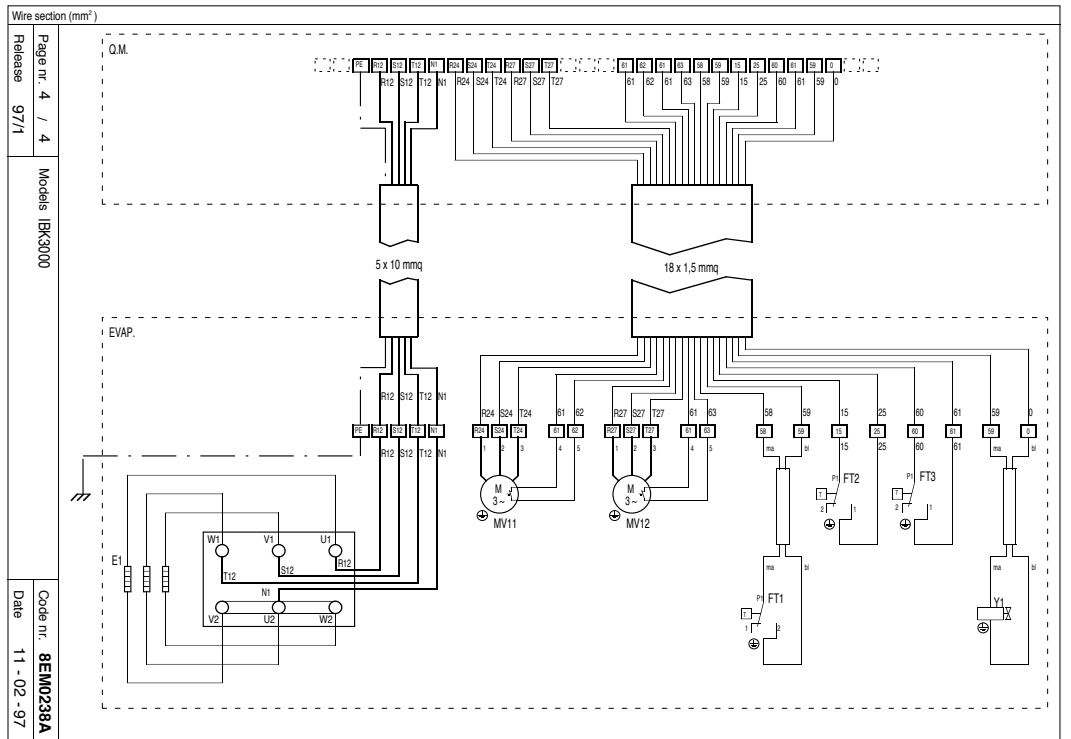 Wire section (mm²)
Page nr. 4 / 4
Release 97/1
Models IBK3000
Code nr. 8EM0238A
Date 11 - 02 - 97
Q.M.
PE R12 S12 T12 N1 R24 S24 T24 R27 S27 T27 61 62 61 63 58 59 15 25 60 61 59 0
R12 S12 T12 N1 R24 S24 T24 R27 S27 T27 61 62 61 63 58 59 15 25 60 61 59 0
5 x 10 mmq
18 x 1,5 mmq
EVAP.
R12 S12 T12 N1 R24 S24 T24 61 62 R27 S27 T27 61 63 58 59 15 25 60 61 59 0
PE R12 S12 T12 N1 R24 S24 T24 61 62 R27 S27 T27 61 63 58 59 15 25 60 61 59 0
R12 S12 T12 N1 1 2 3 4 5 1 2 3 4 5 ma bl 15 25 60 61 ma bl
M
3 ~
MV11
M
3 ~
MV12
P1 FT2
T
2 1
P1 FT3
T
2 1
E1
W1 V1 U1
T12 S12 R12
N1
V2 U2 W2
ma bl
P1 FT1
T
1 2
ma bl
Y1